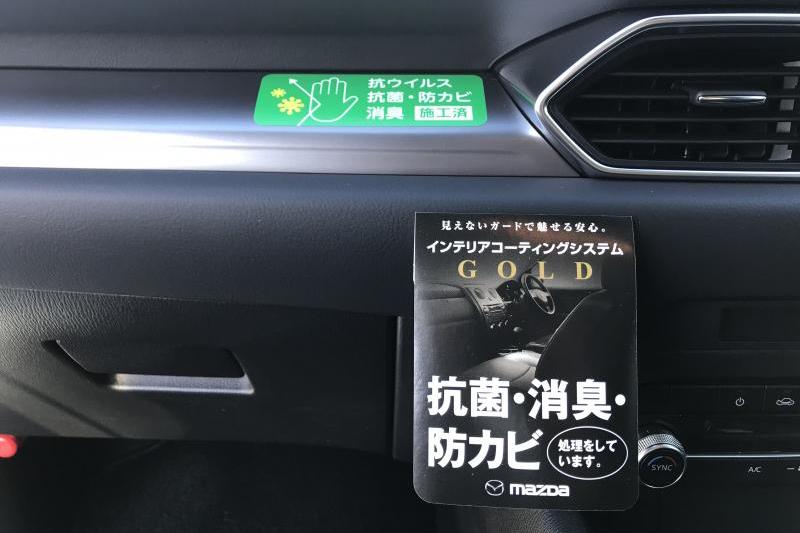 抗ウイルス
抗菌・防カビ
消臭 施工済
見えないガードで魅せる安心。
インテリアコーティングシステム
GOLD
抗菌・消臭・
防カビ
処理をして
います。
mazda
SYNC
A/C